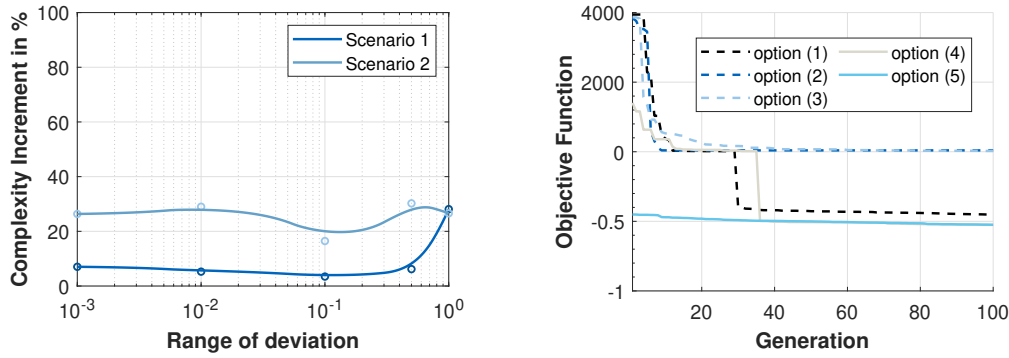 Complexity Increment in %
100
80
60
40
20
0
10^-3
10^-2
10^-1
10^0
Range of deviation
Scenario 1
Scenario 2
Objective Function
4000
2000
0
-0.5
-1
20
40
60
80
100
Generation
option (1)
option (2)
option (3)
option (4)
option (5)